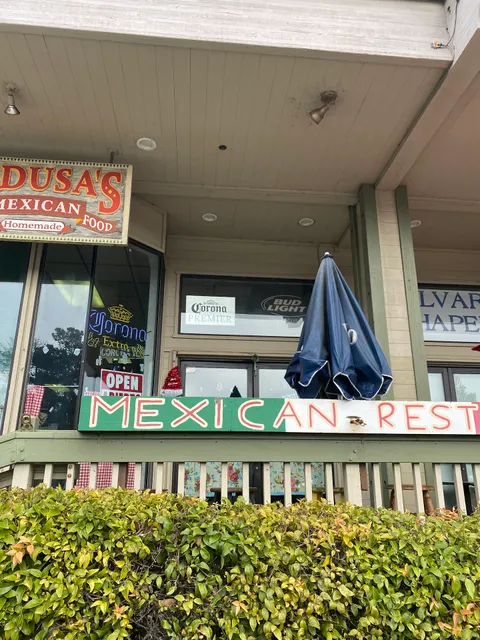 DUSA'S
MEXICAN
FOOD
Homemade
Corona
PREMIER
BUD
LIGHT
Corona
Extra
OPEN
LVAR
HAPE
MEXICAN REST